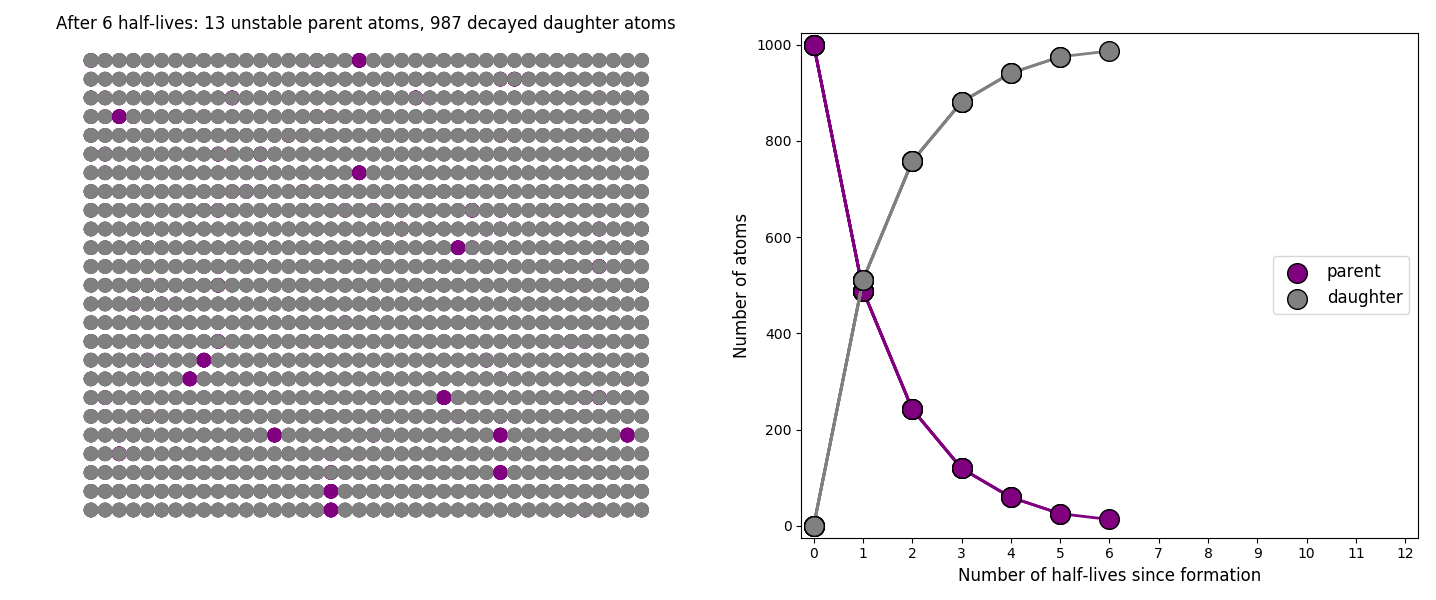 After 6 half-lives: 13 unstable parent atoms, 987 decayed daughter atoms
1000
800
600
400
200
0
Number of atoms
parent
daughter
0 1 2 3 4 5 6 7 8 9 10 11 12
Number of half-lives since formation